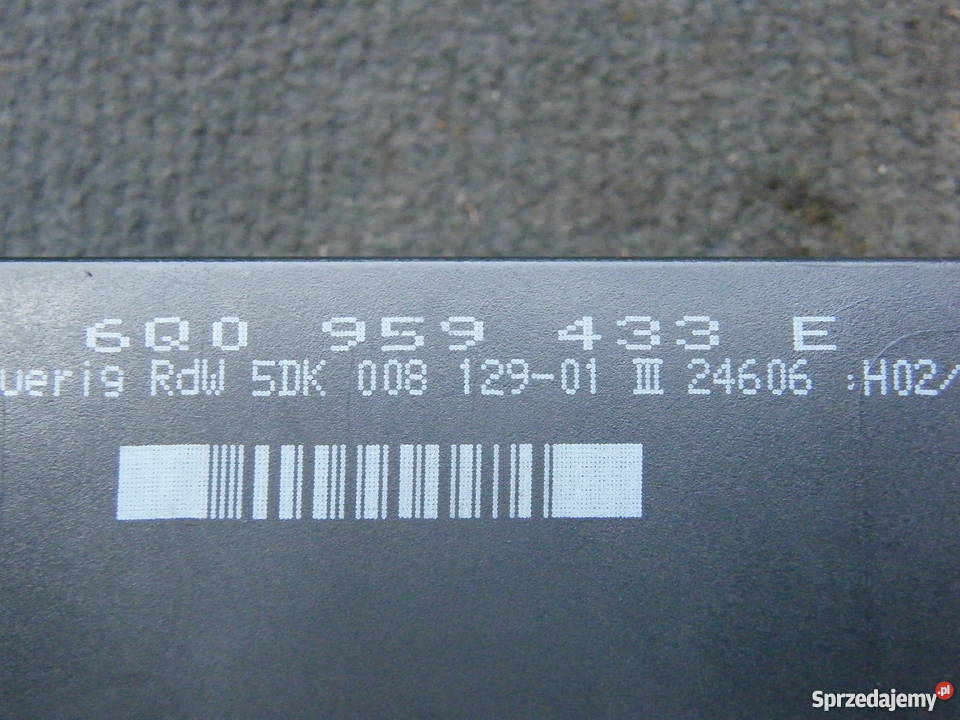 6Q0 959 433 E
uerig RdW 5DK 008 129-01 III 24606 :H02/
Sprzedajemy.pl